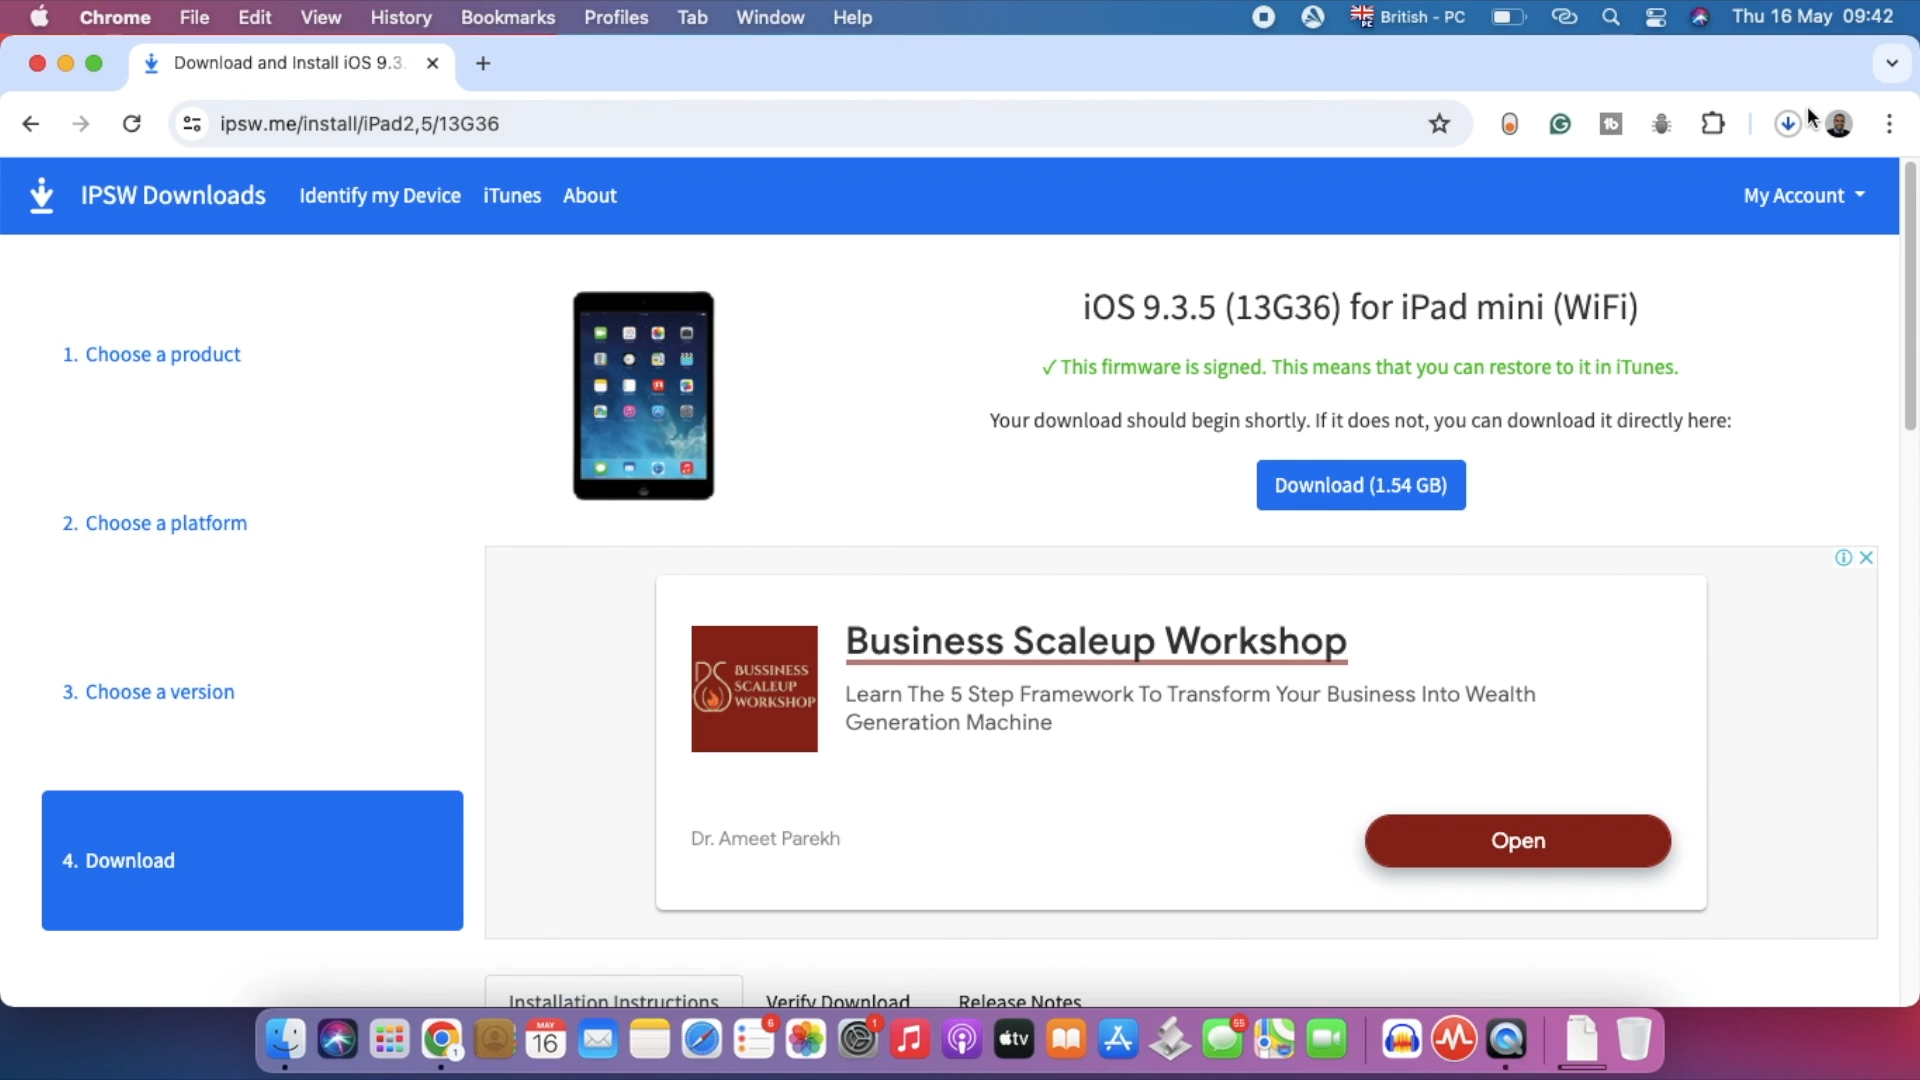 Chrome File Edit View History Bookmarks Profiles Tab Window Help British - PC Thu 16 May 09:42
Download and Install iOS 9.3.
ipsw.me/install/iPad2,5/13G36
IPSW Downloads Identify my Device iTunes About My Account
iOS 9.3.5 (13G36) for iPad mini (WiFi)
✓ This firmware is signed. This means that you can restore to it in iTunes.
Your download should begin shortly. If it does not, you can download it directly here:
Download (1.54 GB)
1. Choose a product
2. Choose a platform
3. Choose a version
4. Download
Business Scaleup Workshop
BUSSINESS
SCALEUP
WORKSHOP
Learn The 5 Step Framework To Transform Your Business Into Wealth
Generation Machine
Dr. Ameet Parekh
Open
Installation Instructions Verify Download Release Notes
1 MAY 16 6 1 tv 55